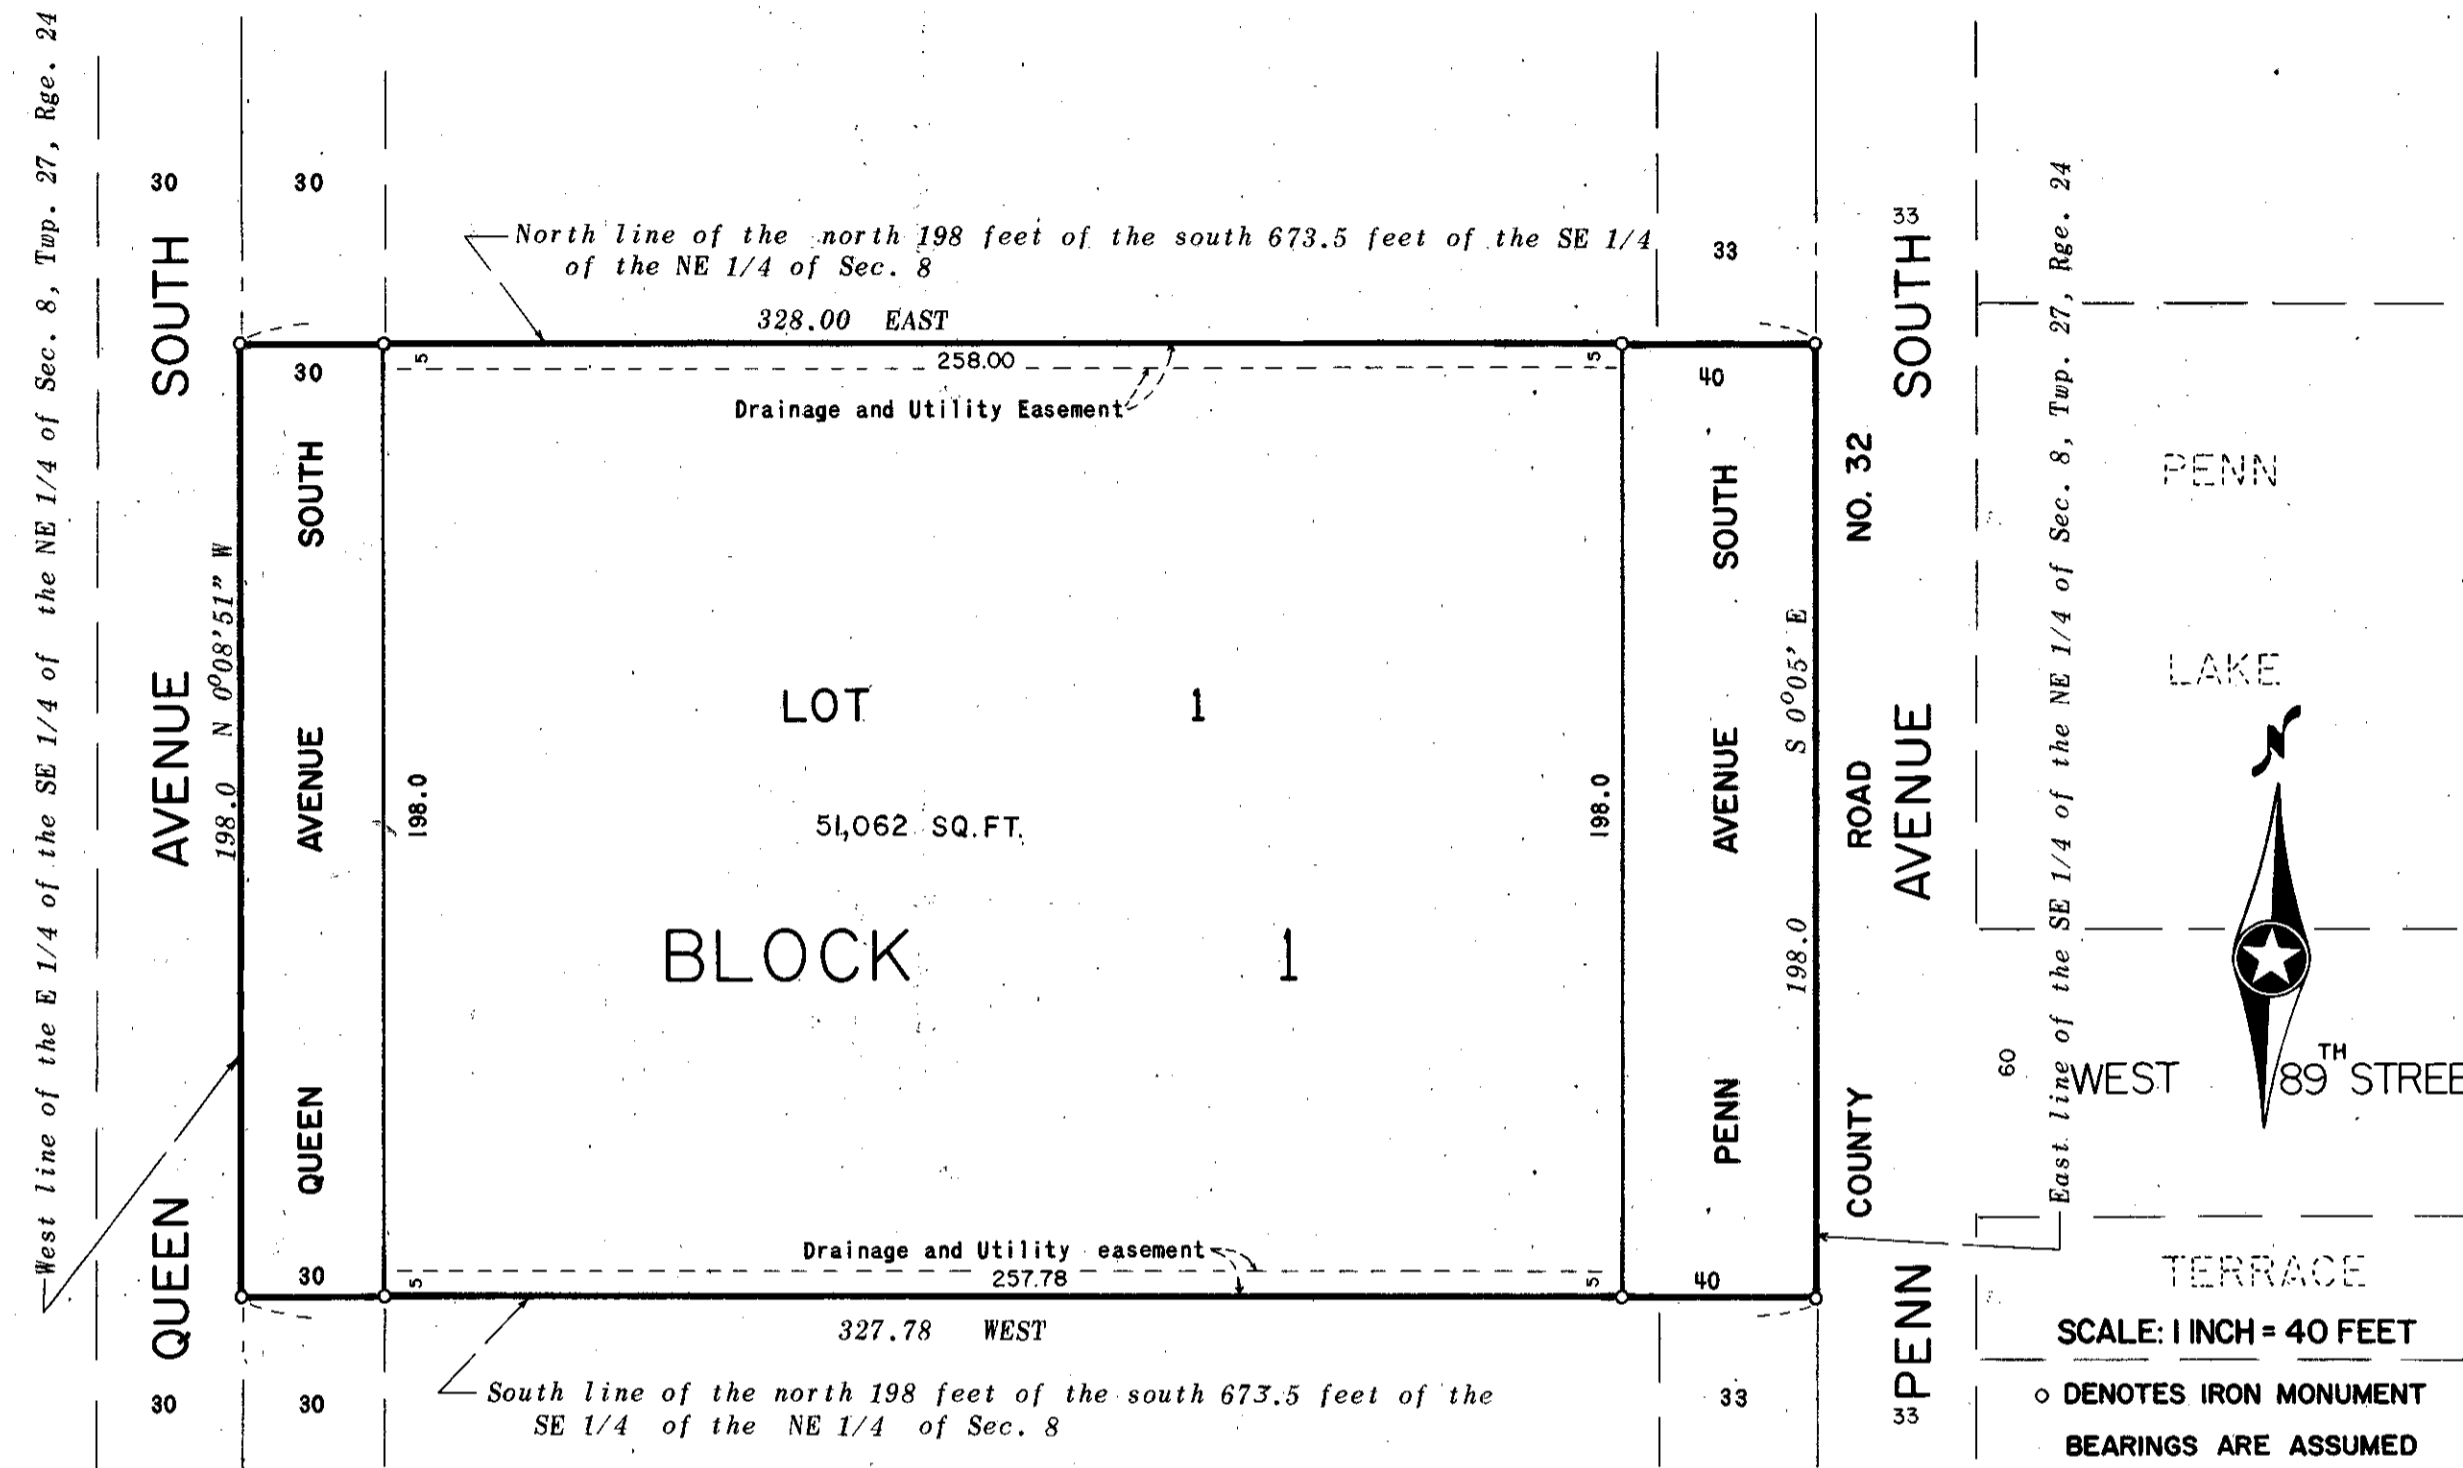 West line of the E 1/4 of the SE 1/4 of the NE 1/4 of Sec. 8, Twp. 27, Rge. 24
QUEEN AVENUE SOUTH
30
30
North line of the north 198 feet of the south 673.5 feet of the SE 1/4
of the NE 1/4 of Sec. 8
33
33
328.00 EAST
30
5
258.00
5
40
Drainage and Utility Easement
198.0 N 0°08'51" W
QUEEN AVENUE SOUTH
198.0
LOT 1
51,062 SQ.FT.
BLOCK 1
198.0
PENN AVENUE SOUTH
198.0 S 0°05' E
COUNTY ROAD NO. 32
PENN AVENUE SOUTH
East line of the SE 1/4 of the NE 1/4 of Sec. 8, Twp. 27, Rge. 24
PENN
LAKE
N
60
WEST 89TH STREE
TERRACE
Drainage and Utility easement
30
5
257.78
5
40
327.78 WEST
South line of the north 198 feet of the south 673.5 feet of the
SE 1/4 of the NE 1/4 of Sec. 8
30
30
33
33
SCALE: 1 INCH = 40 FEET
o DENOTES IRON MONUMENT
BEARINGS ARE ASSUMED